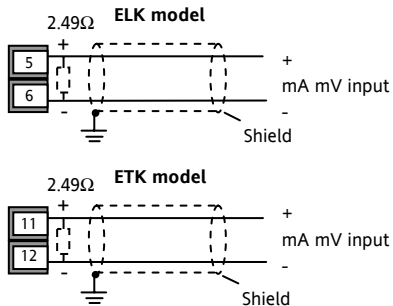 ELK model
2.49Ω
+
5
+
mA mV input
6
-
-
Shield
ETK model
2.49Ω
+
11
+
mA mV input
12
-
-
Shield